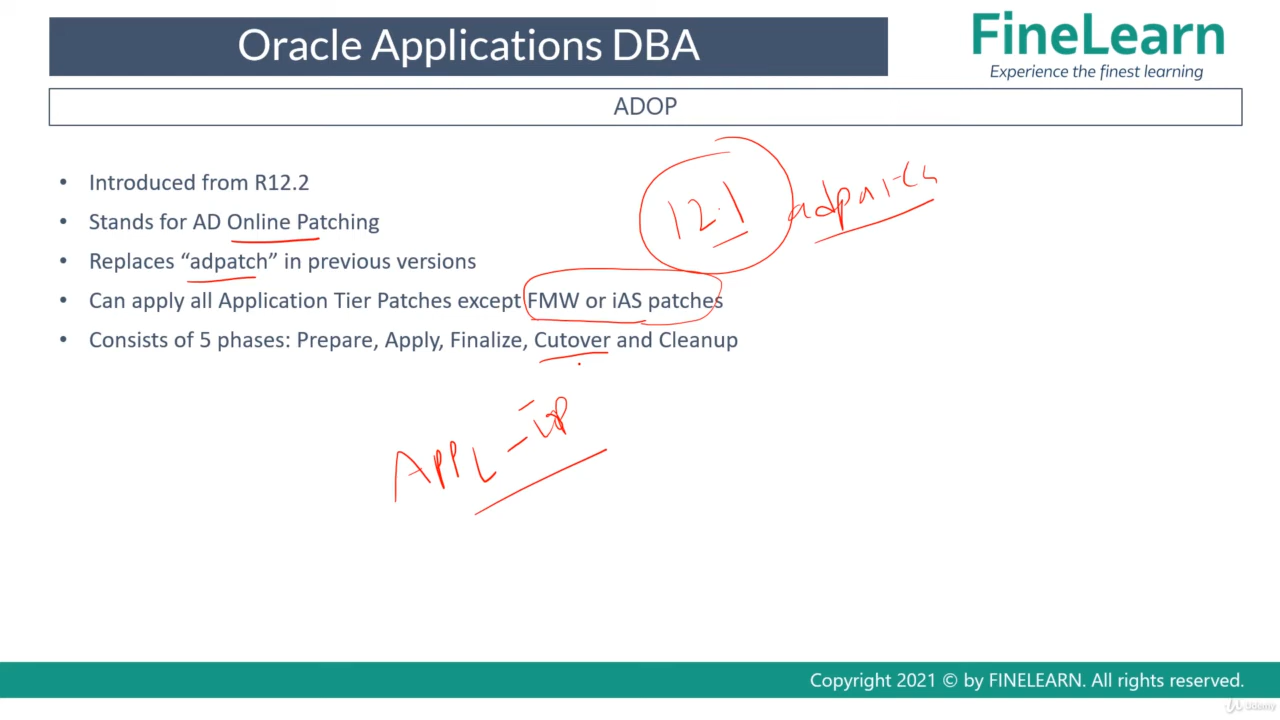 Oracle Applications DBA
FineLearn
Experience the finest learning
ADOP
• Introduced from R12.2
• Stands for AD Online Patching
• Replaces “adpatch” in previous versions
• Can apply all Application Tier Patches except FMW or iAS patches
• Consists of 5 phases: Prepare, Apply, Finalize, Cutover and Cleanup
12.1
APPL
Copyright 2021 © by FINELEARN. All rights reserved.
Udemy